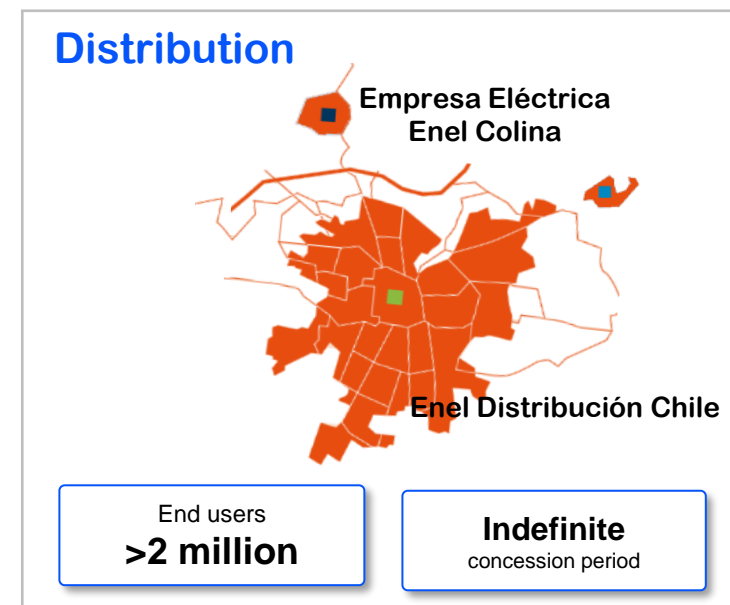 Distribution
Empresa Eléctrica
Enel Colina
Enel Distribución Chile
End users
>2 million
Indefinite
concession period